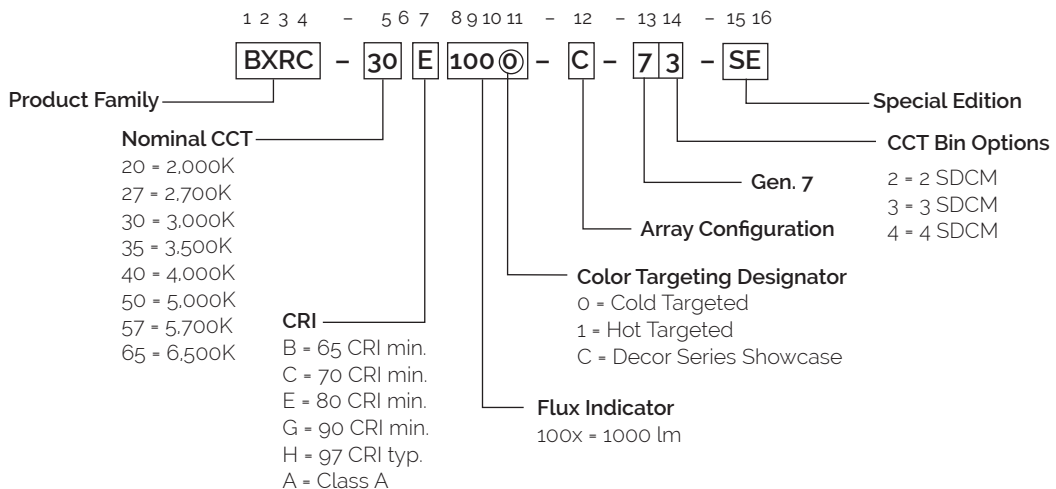 1 2 3 4 – 5 6 7 8 9 10 11 – 12 – 13 14 – 15 16
BXRC – 30 E 100 0 – C – 7 3 – SE
Product Family
Special Edition
Nominal CCT
20 = 2,000K
27 = 2,700K
30 = 3,000K
35 = 3,500K
40 = 4,000K
50 = 5,000K
57 = 5,700K
65 = 6,500K
CCT Bin Options
2 = 2 SDCM
3 = 3 SDCM
4 = 4 SDCM
Gen. 7
Array Configuration
Color Targeting Designator
0 = Cold Targeted
1 = Hot Targeted
C = Decor Series Showcase
CRI
B = 65 CRI min.
C = 70 CRI min.
E = 80 CRI min.
G = 90 CRI min.
H = 97 CRI typ.
A = Class A
Flux Indicator
100x = 1000 lm